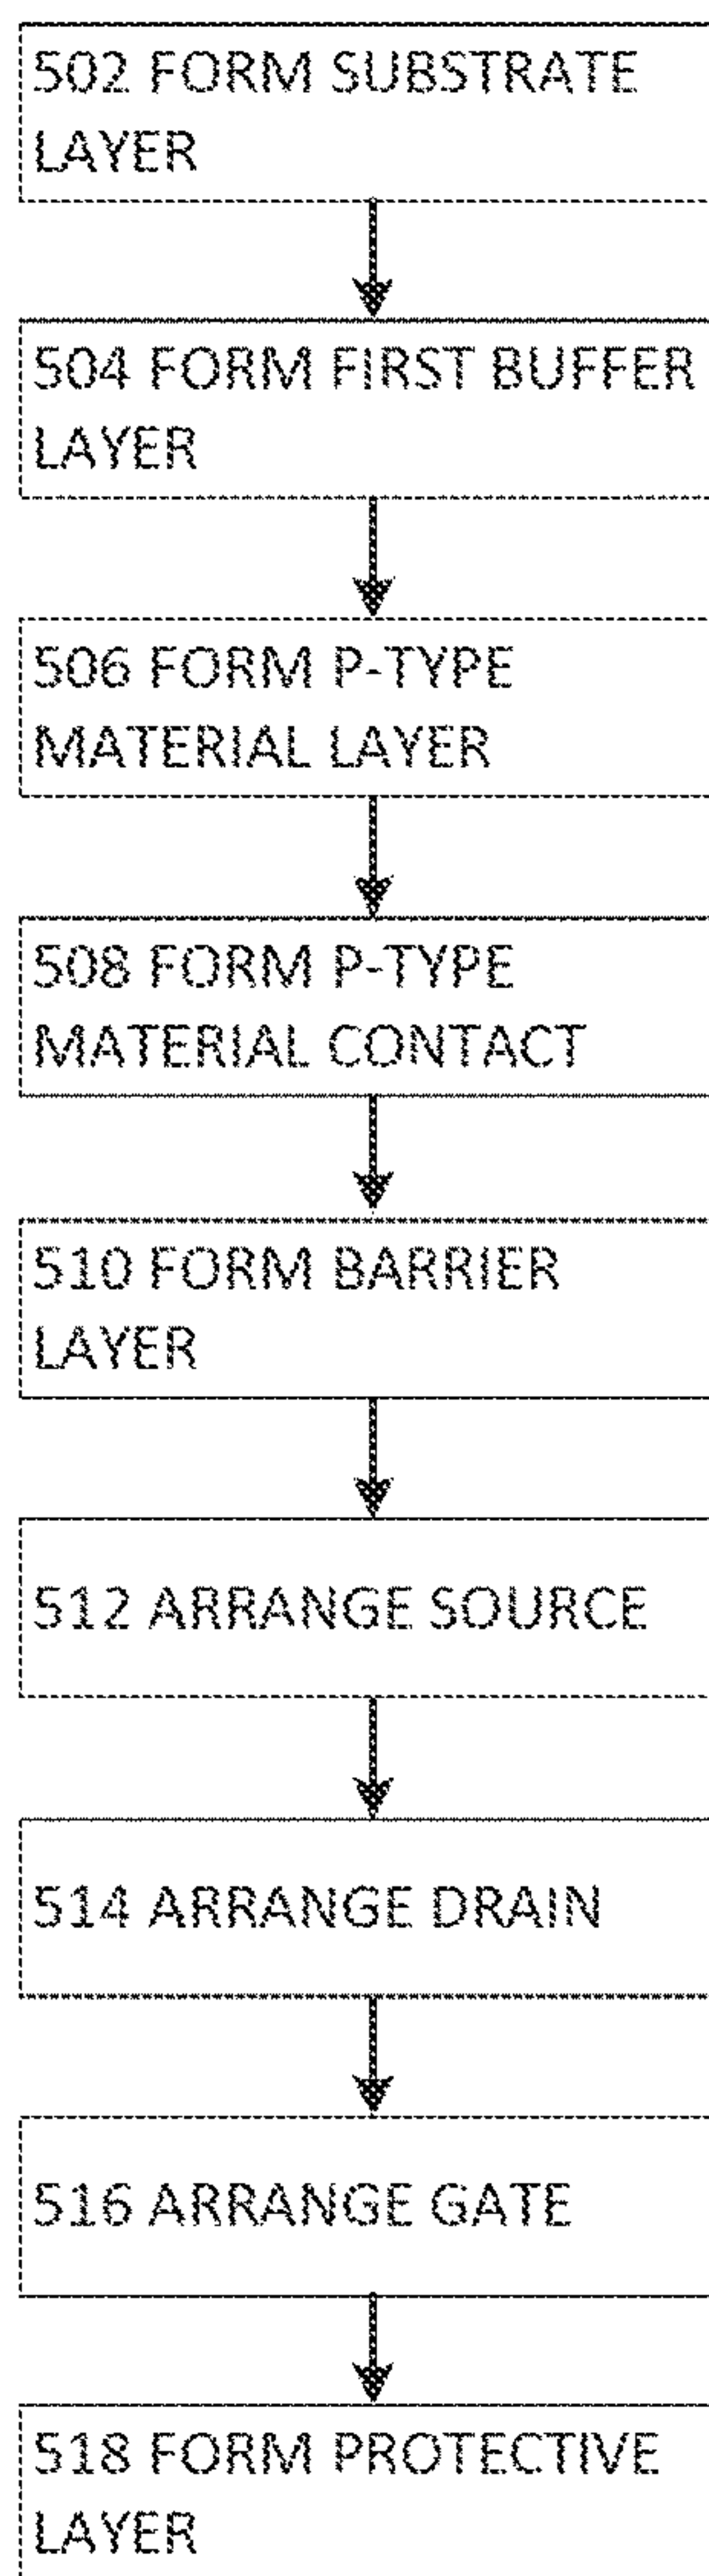 502 FORM SUBSTRATE
LAYER
504 FORM FIRST BUFFER
LAYER
506 FORM P-TYPE
MATERIAL LAYER
508 FORM P-TYPE
MATERIAL CONTACT
510 FORM BARRIER
LAYER
512 ARRANGE SOURCE
514 ARRANGE DRAIN
516 ARRANGE GATE
518 FORM PROTECTIVE
LAYER